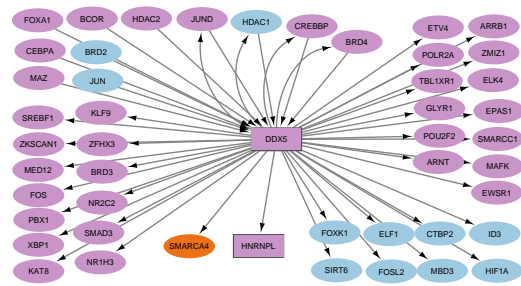 FOXA1
BCOR
HDAC2
JUND
HDAC1
CREBBP
BRD4
ETV4
ARRB1
CEBPA
BRD2
POLR2A
ZMIZ1
MAZ
JUN
TBL1XR1
ELK4
SREBF1
KLF9
GLYR1
EPAS1
ZKSCAN1
ZFHX3
DDX5
POU2F2
SMARCC1
MED12
BRD3
ARNT
MAFK
FOS
NR2C2
EWSR1
PBX1
SMAD3
FOXK1
ELF1
CTBP2
ID3
XBP1
SMARCA4
HNRNPL
KAT8
NR1H3
SIRT6
FOSL2
MBD3
HIF1A